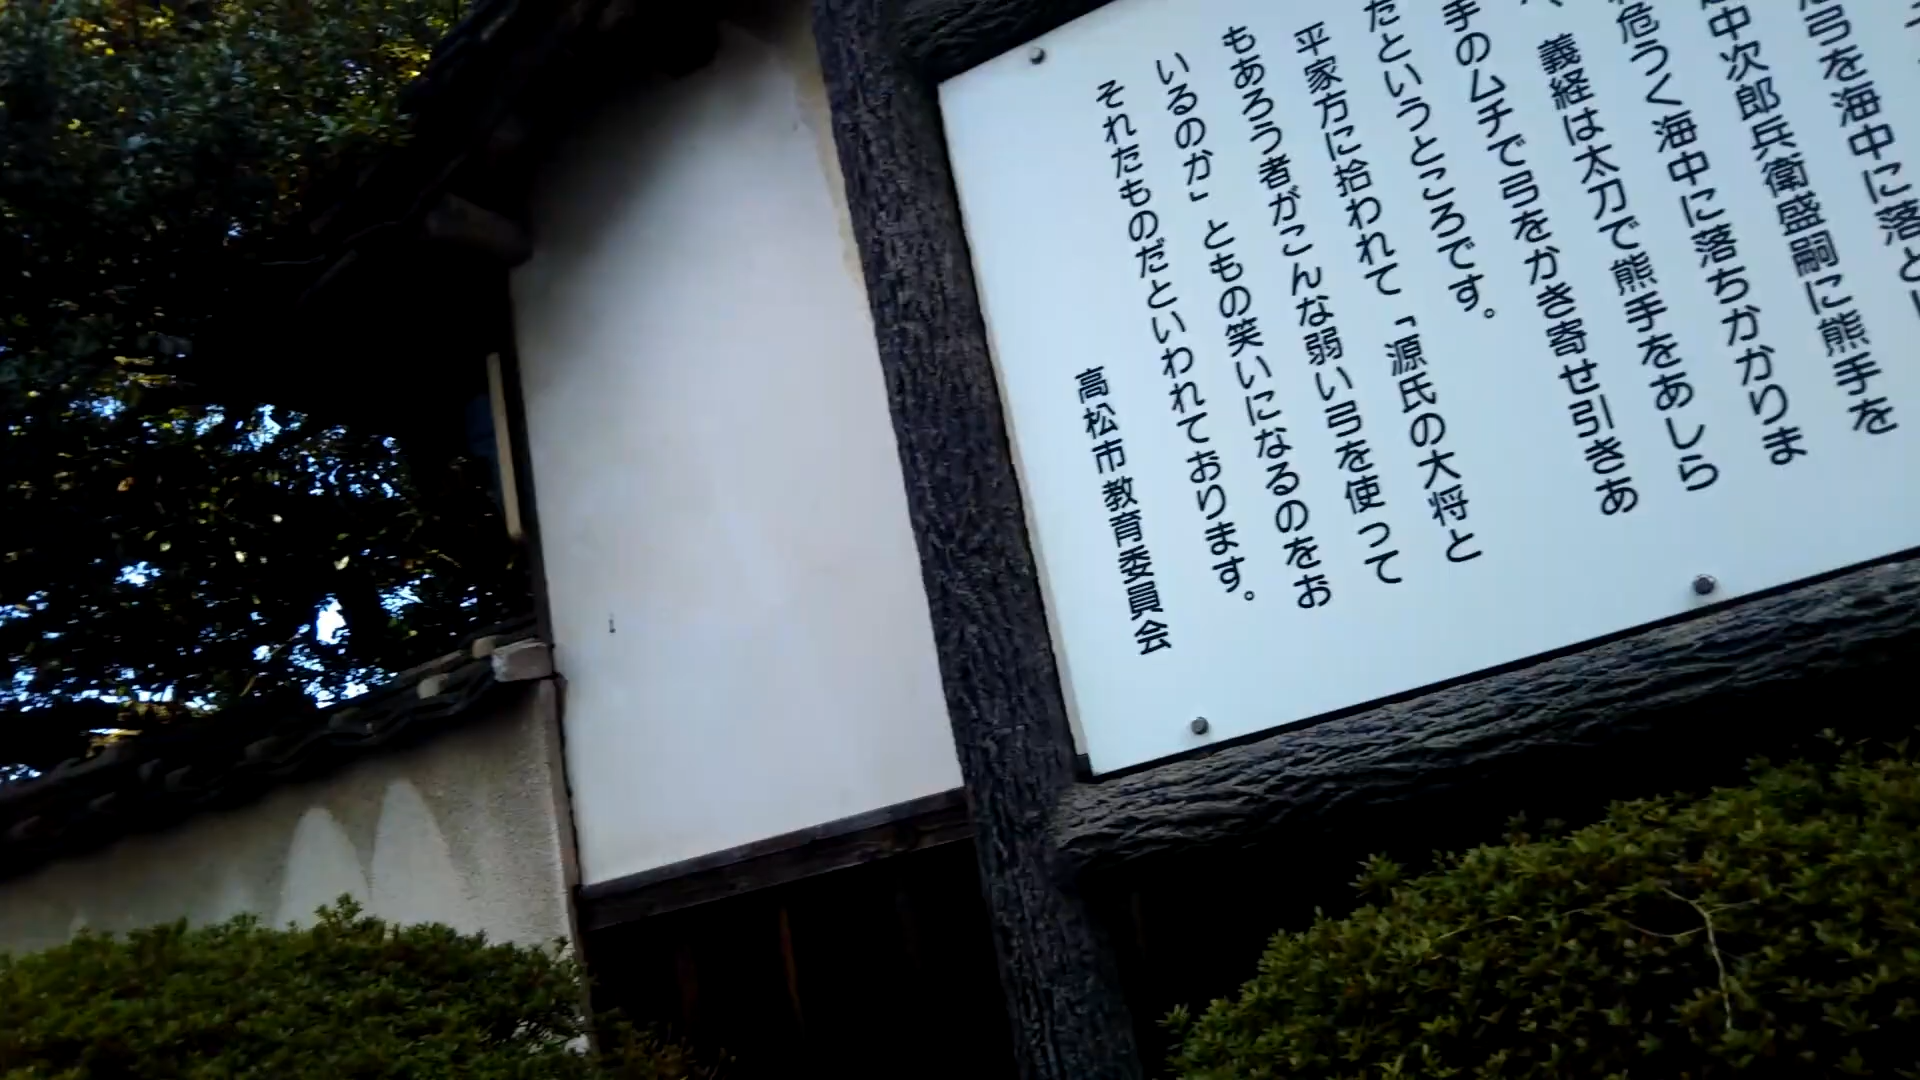 弓を海中に落とし
中次郎兵衛盛嗣に熊手を
危うく海中に落ちかかりま
、義経は太刀で熊手をあしら
手のムチで弓をかき寄せ引きあ
たというところです。
平家方に拾われて「源氏の大将と
もあろう者がこんな弱い弓を使って
いるのか」ともの笑いになるのをお
それたものだといわれております。
高松市教育委員会